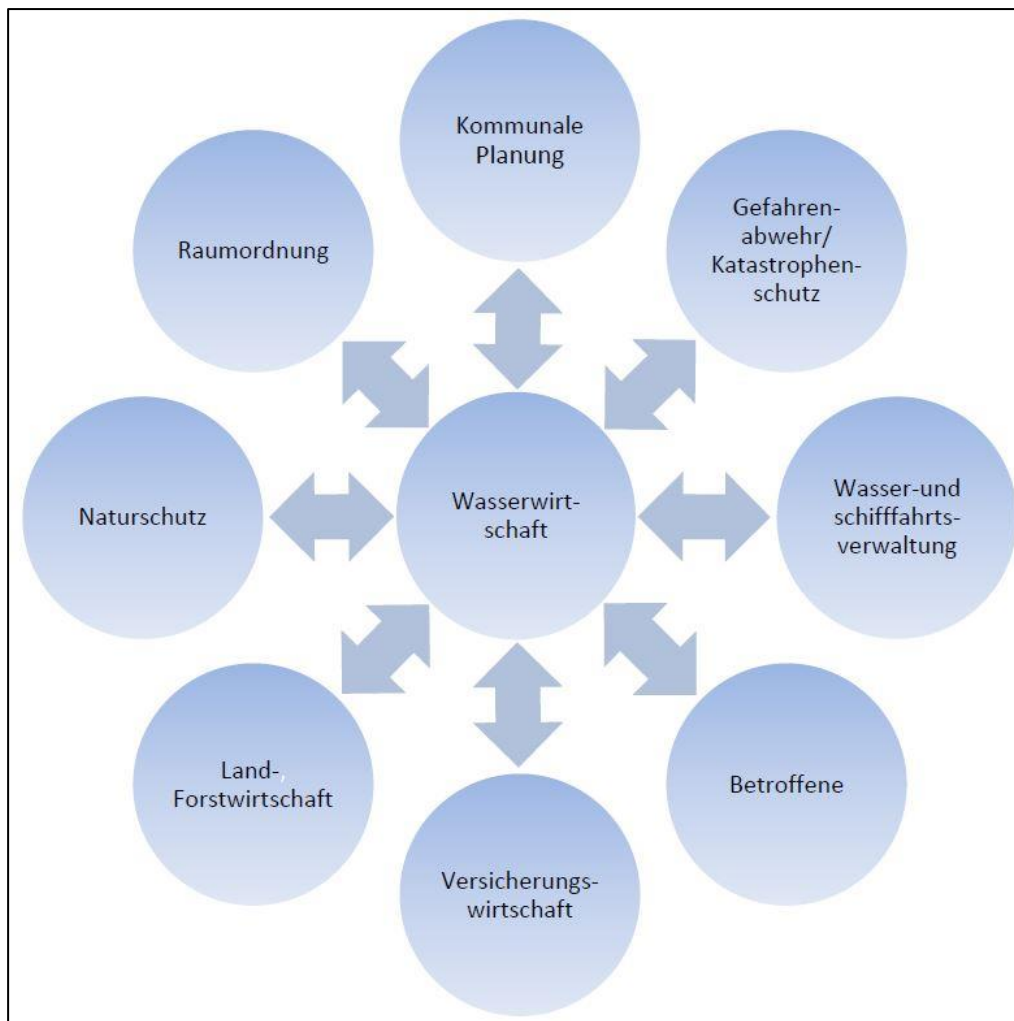 Kommunale
Planung
Gefahren-
abwehr/
Katastrophen-
schutz
Raumordnung
Wasser-und
schifffahrts-
verwaltung
Naturschutz
Wasserwirt-
schaft
Land-,
Forstwirtschaft
Betroffene
Versicherungs-
wirtschaft